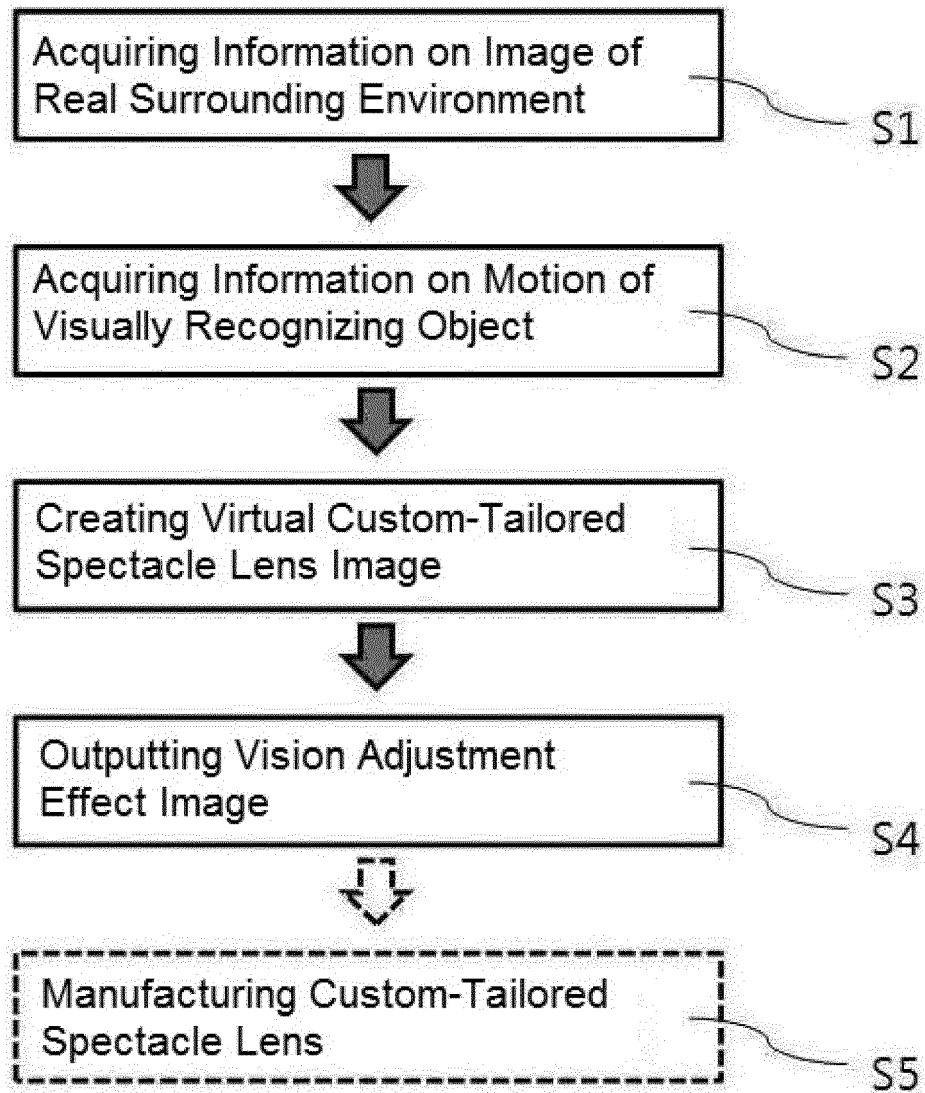 Acquiring Information on Image of
Real Surrounding Environment
S1
Acquiring Information on Motion of
Visually Recognizing Object
S2
Creating Virtual Custom-Tailored
Spectacle Lens Image
S3
Outputting Vision Adjustment
Effect Image
S4
Manufacturing Custom-Tailored
Spectacle Lens
S5